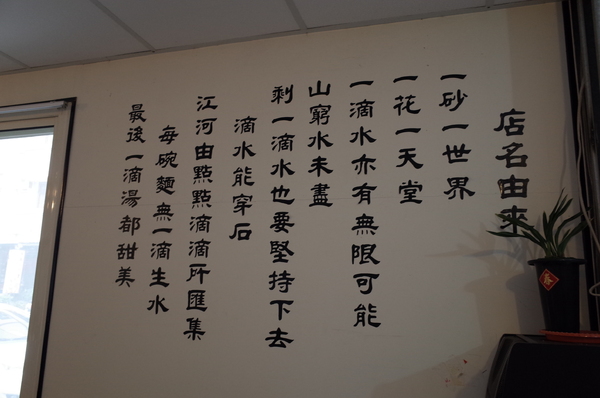 店名由來
一砂一世界
一花一天堂
一滴水亦有無限可能
山窮水未盡
剩一滴水也要堅持下去
滴水能穿石
江河由點點滴滴所匯集
每碗麵無一滴生水
最後一滴湯都甜美
春